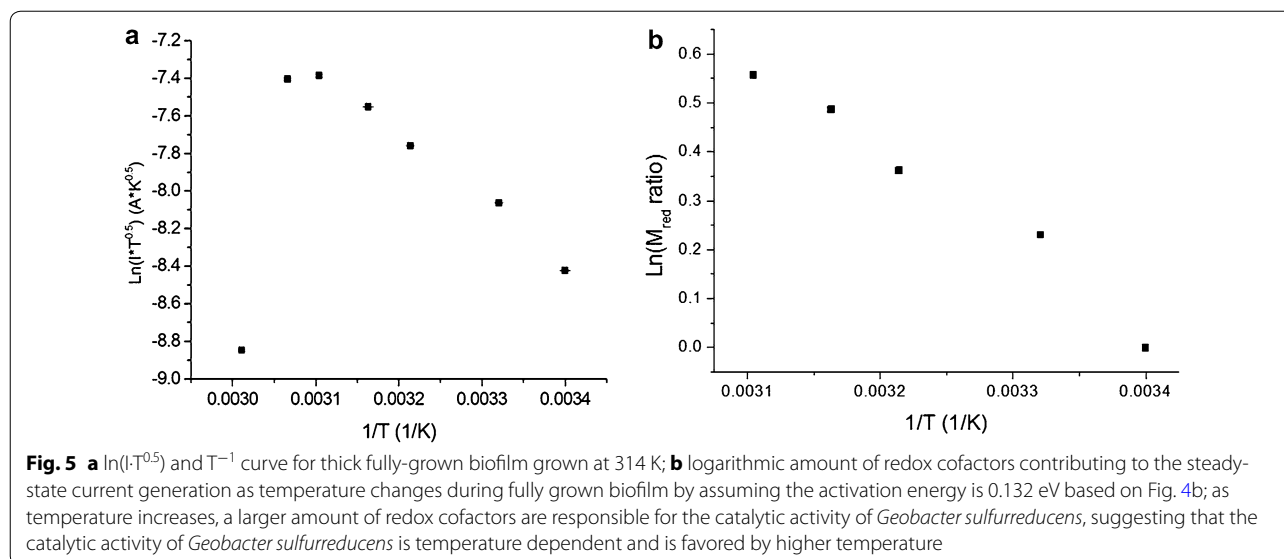 a
-7.2
-7.4
-7.6
-7.8
-8.0
-8.2
-8.4
-8.6
-8.8
-9.0
Ln(I*T^0.5) (A*K^0.5)
0.0030 0.0031 0.0032 0.0033 0.0034
1/T (1/K)
b
0.6
0.5
0.4
0.3
0.2
0.1
0.0
Ln(M_red ratio)
0.0031 0.0032 0.0033 0.0034
1/T (1/K)
Fig. 5 a ln(I·T^0.5) and T^−1 curve for thick fully-grown biofilm grown at 314 K; b logarithmic amount of redox cofactors contributing to the steady-
state current generation as temperature changes during fully grown biofilm by assuming the activation energy is 0.132 eV based on Fig. 4b; as
temperature increases, a larger amount of redox cofactors are responsible for the catalytic activity of Geobacter sulfurreducens, suggesting that the
catalytic activity of Geobacter sulfurreducens is temperature dependent and is favored by higher temperature